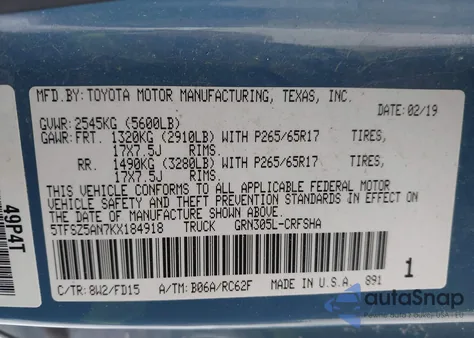 MFD.BY: TOYOTA MOTOR MANUFACTURING, TEXAS, INC.
DATE: 02/19
GVWR: 2545KG (5600LB)
GAWR: FRT. 1320KG (2910LB) WITH P265/65R17 TIRES,
17X7.5J RIMS.
RR. 1490KG (3280LB) WITH P265/65R17 TIRES,
17X7.5J RIMS.
THIS VEHICLE CONFORMS TO ALL APPLICABLE FEDERAL MOTOR
VEHICLE SAFETY AND THEFT PREVENTION STANDARDS IN EFFECT ON
THE DATE OF MANUFACTURE SHOWN ABOVE.
5TFSZ5AN7KX184918 TRUCK GRN305L-CRFSHA
1
C/TR: 8W2/FD15 A/TM: B06A/RC62F MADE IN U.S.A. 891
49P4T
autoSnap